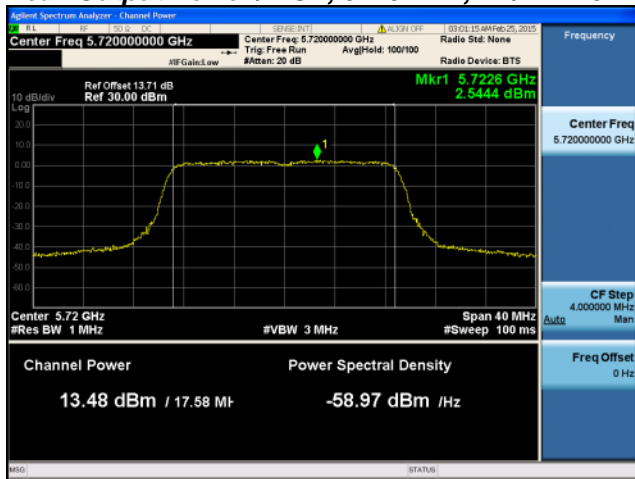 Agilent Spectrum Analyzer - Channel Power
RL RF 50 Ω DC SENSE:INT ALIGN OFF 03:01:15 AM Feb 25, 2015
Center Freq 5.720000000 GHz
Center Freq: 5.720000000 GHz
Radio Std: None
#IFGain:Low
Trig: Free Run Avg|Hold: 100/100
#Atten: 20 dB
Radio Device: BTS
Frequency
Mkr1 5.7226 GHz
2.5444 dBm
Ref Offset 13.71 dB
10 dB/div Ref 30.00 dBm
Log
20.0
10.0
0.00
-10.0
-20.0
-30.0
-40.0
-50.0
-60.0
1
Center Freq
5.720000000 GHz
Center 5.72 GHz
Span 40 MHz
#Res BW 1 MHz
#VBW 3 MHz
#Sweep 100 ms
CF Step
4.000000 MHz
Auto Man
Freq Offset
0 Hz
Channel Power
Power Spectral Density
13.48 dBm / 17.58 MH
-58.97 dBm /Hz
MSG
STATUS